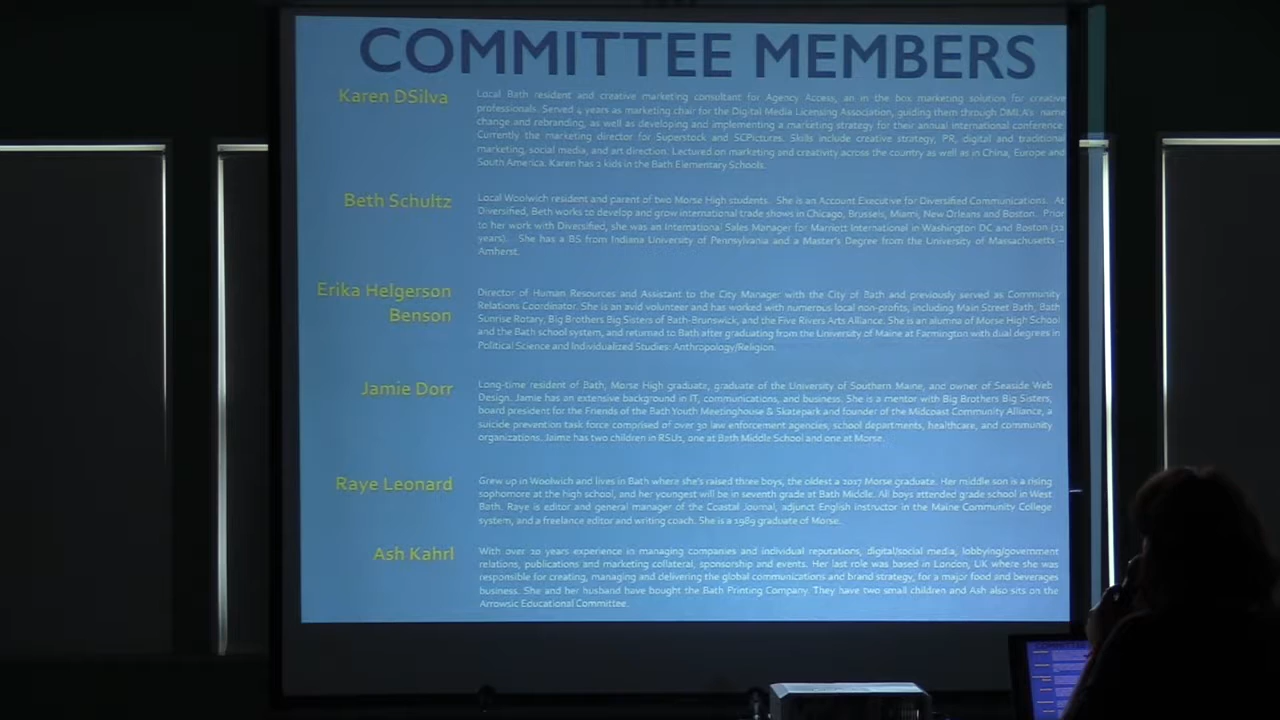 COMMITTEE MEMBERS
Karen DSilva
Local Bath resident and creative marketing consultant for Agency Access, an in the box marketing solution for creative
professionals. Served 4 years as marketing chair for the Digital Media Licensing Association, guiding them through DMLA's name
change and rebranding, as well as developing and implementing a marketing strategy for their annual international conference.
Currently the marketing director for Superstock and SCPictures. Skills include creative strategy, PR, digital and traditional
marketing, social media, and art direction. Lectured on marketing and creativity across the country as well as in China, Europe and
South America. Karen has 2 kids in the Bath Elementary Schools.
Beth Schultz
Local Woolwich resident and parent of two Morse High students. She is an Account Executive for Diversified Communications. At
Diversified, Beth works to develop and grow international trade shows in Chicago, Brussels, Miami, New Orleans and Boston. Prior
to her work with Diversified, she was an International Sales Manager for Marriott International in Washington DC and Boston (12
years). She has a BS from Indiana University of Pennsylvania and a Master's Degree from the University of Massachusetts –
Amherst.
Erika Helgerson
Benson
Director of Human Resources and Assistant to the City Manager with the City of Bath and previously served as Community
Relations Coordinator. She is an avid volunteer and has worked with numerous local non-profits, including Main Street Bath, Bath
Sunrise Rotary, Big Brothers Big Sisters of Bath-Brunswick, and the Five Rivers Arts Alliance. She is an alumna of Morse High School
and the Bath school system, and returned to Bath after graduating from the University of Maine at Farmington with dual degrees in
Political Science and Individualized Studies: Anthropology/Religion.
Jamie Dorr
Long-time resident of Bath, Morse High graduate, graduate of the University of Southern Maine, and owner of Seaside Web
Design. Jamie has an extensive background in IT, communications, and business. She is a mentor with Big Brothers Big Sisters,
board president for the Friends of the Bath Youth Meetinghouse & Skatepark and founder of the Midcoast Community Alliance, a
suicide prevention task force comprised of over 30 law enforcement agencies, school departments, healthcare, and community
organizations. Jaime has two children in RSU1, one at Bath Middle School and one at Morse.
Raye Leonard
Grew up in Woolwich and lives in Bath where she's raised three boys, the oldest a 2017 Morse graduate. Her middle son is a rising
sophomore at the high school, and her youngest will be in seventh grade at Bath Middle. All boys attended grade school in West
Bath. Raye is editor and general manager of the Coastal Journal, adjunct English instructor in the Maine Community College
system, and a freelance editor and writing coach. She is a 1989 graduate of Morse.
Ash Kahrl
With over 20 years experience in managing companies and individual reputations, digital/social media, lobbying/government
relations, publications and marketing collateral, sponsorship and events. Her last role was based in London, UK where she was
responsible for creating, managing and delivering the global communications and brand strategy, for a major food and beverages
business. She and her husband have bought the Bath Printing Company. They have two small children and Ash also sits on the
Arrowsic Educational Committee.